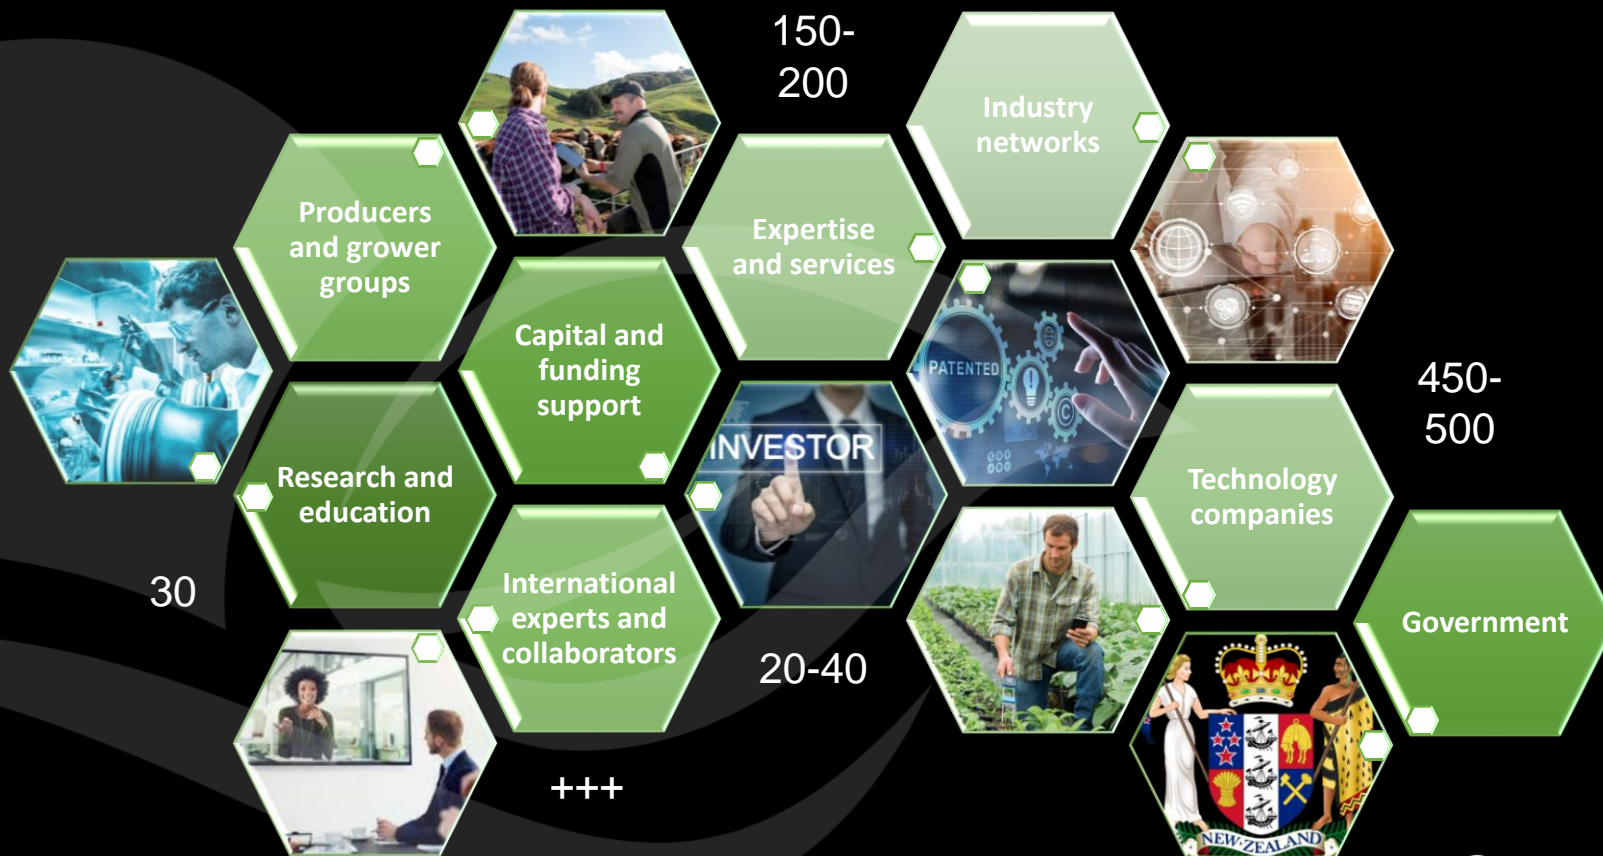 150-
200
Industry
networks
Producers
and grower
groups
Expertise
and services
Capital and
funding
support
PATENTED
450-
500
INVESTOR
Research and
education
Technology
companies
30
International
experts and
collaborators
Government
20-40
+++
NEW ZEALAND